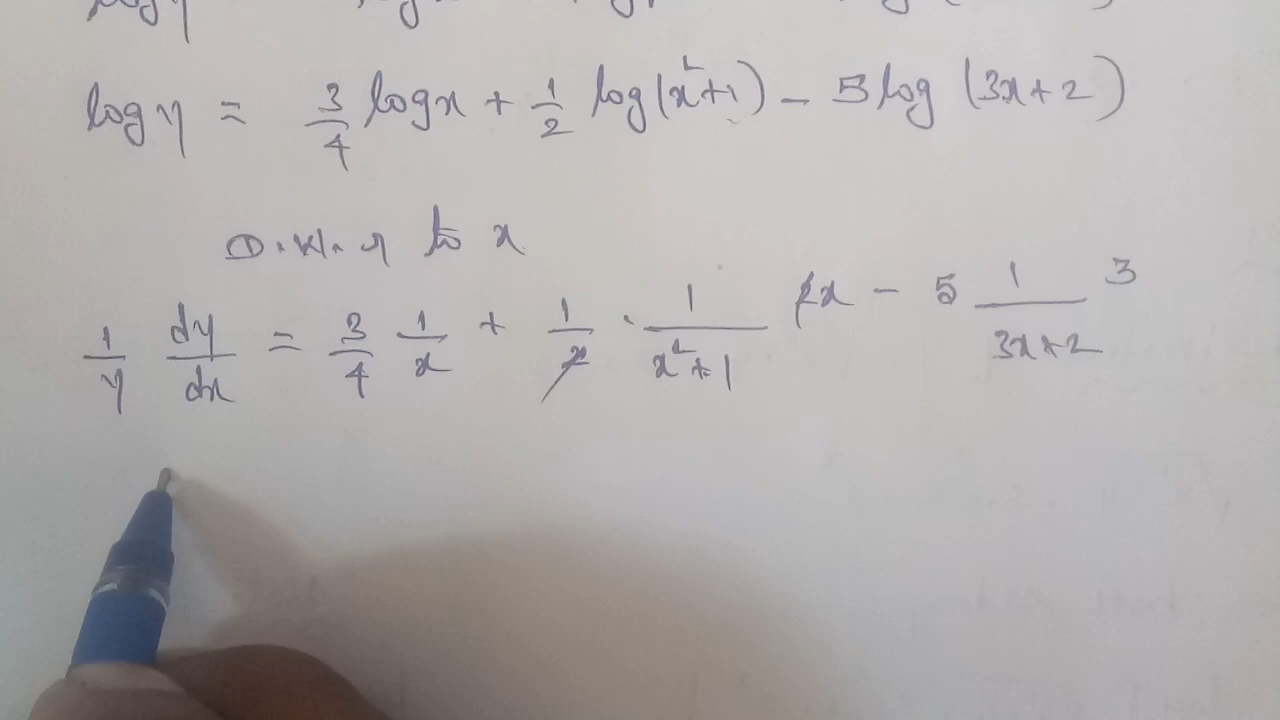 log y = 3/4 log x + 1/2 log(x²+1) - 5 log (3x+2)
D.w.r to x
1/y dy/dx = 3/4 1/x + 1/2 · 1/(x²+1) 2x - 5 1/(3x+2) 3